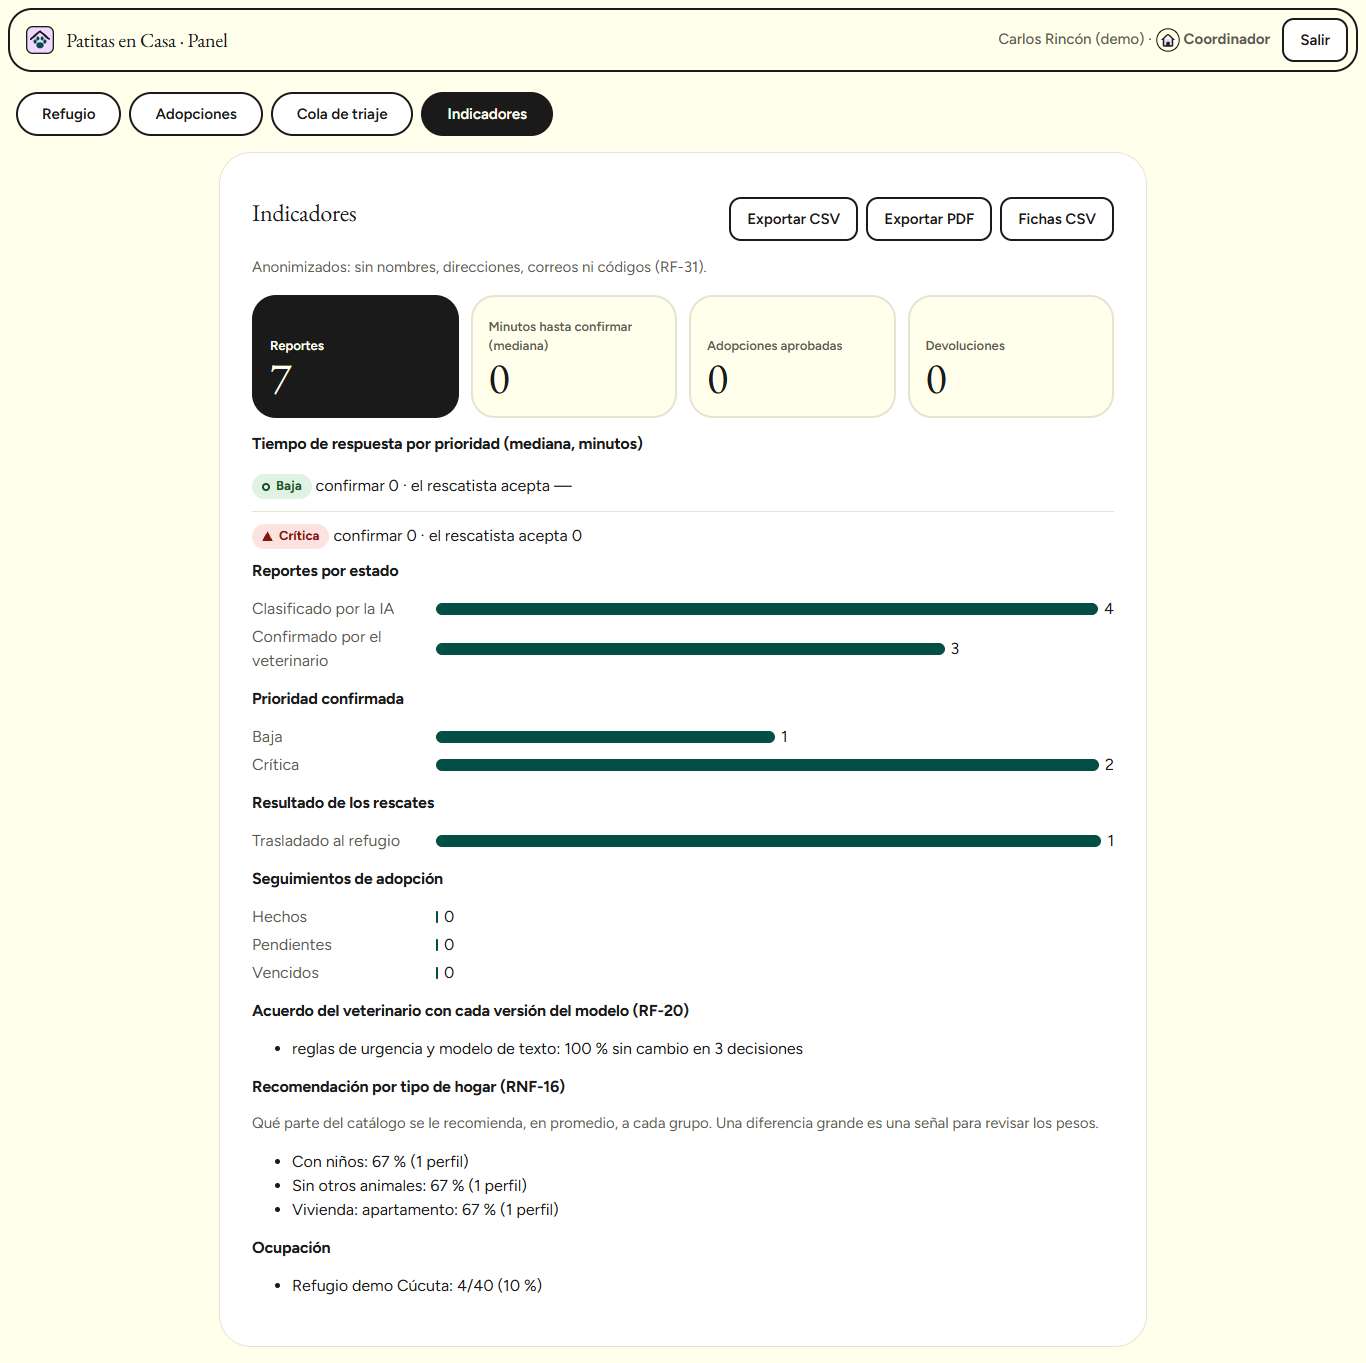 Patitas en Casa · Panel
Carlos Rincón (demo) · Coordinador
Salir
Refugio
Adopciones
Cola de triaje
Indicadores
Indicadores
Exportar CSV
Exportar PDF
Fichas CSV
Anonimizados: sin nombres, direcciones, correos ni códigos (RF-31).
Reportes
7
Minutos hasta confirmar
(mediana)
0
Adopciones aprobadas
0
Devoluciones
0
Tiempo de respuesta por prioridad (mediana, minutos)
Baja confirmar 0 · el rescatista acepta —
Crítica confirmar 0 · el rescatista acepta 0
Reportes por estado
Clasificado por la IA 4
Confirmado por el
veterinario 3
Prioridad confirmada
Baja 1
Crítica 2
Resultado de los rescates
Trasladado al refugio 1
Seguimientos de adopción
Hechos 0
Pendientes 0
Vencidos 0
Acuerdo del veterinario con cada versión del modelo (RF-20)
• reglas de urgencia y modelo de texto: 100 % sin cambio en 3 decisiones
Recomendación por tipo de hogar (RNF-16)
Qué parte del catálogo se le recomienda, en promedio, a cada grupo. Una diferencia grande es una señal para revisar los pesos.
• Con niños: 67 % (1 perfil)
• Sin otros animales: 67 % (1 perfil)
• Vivienda: apartamento: 67 % (1 perfil)
Ocupación
• Refugio demo Cúcuta: 4/40 (10 %)